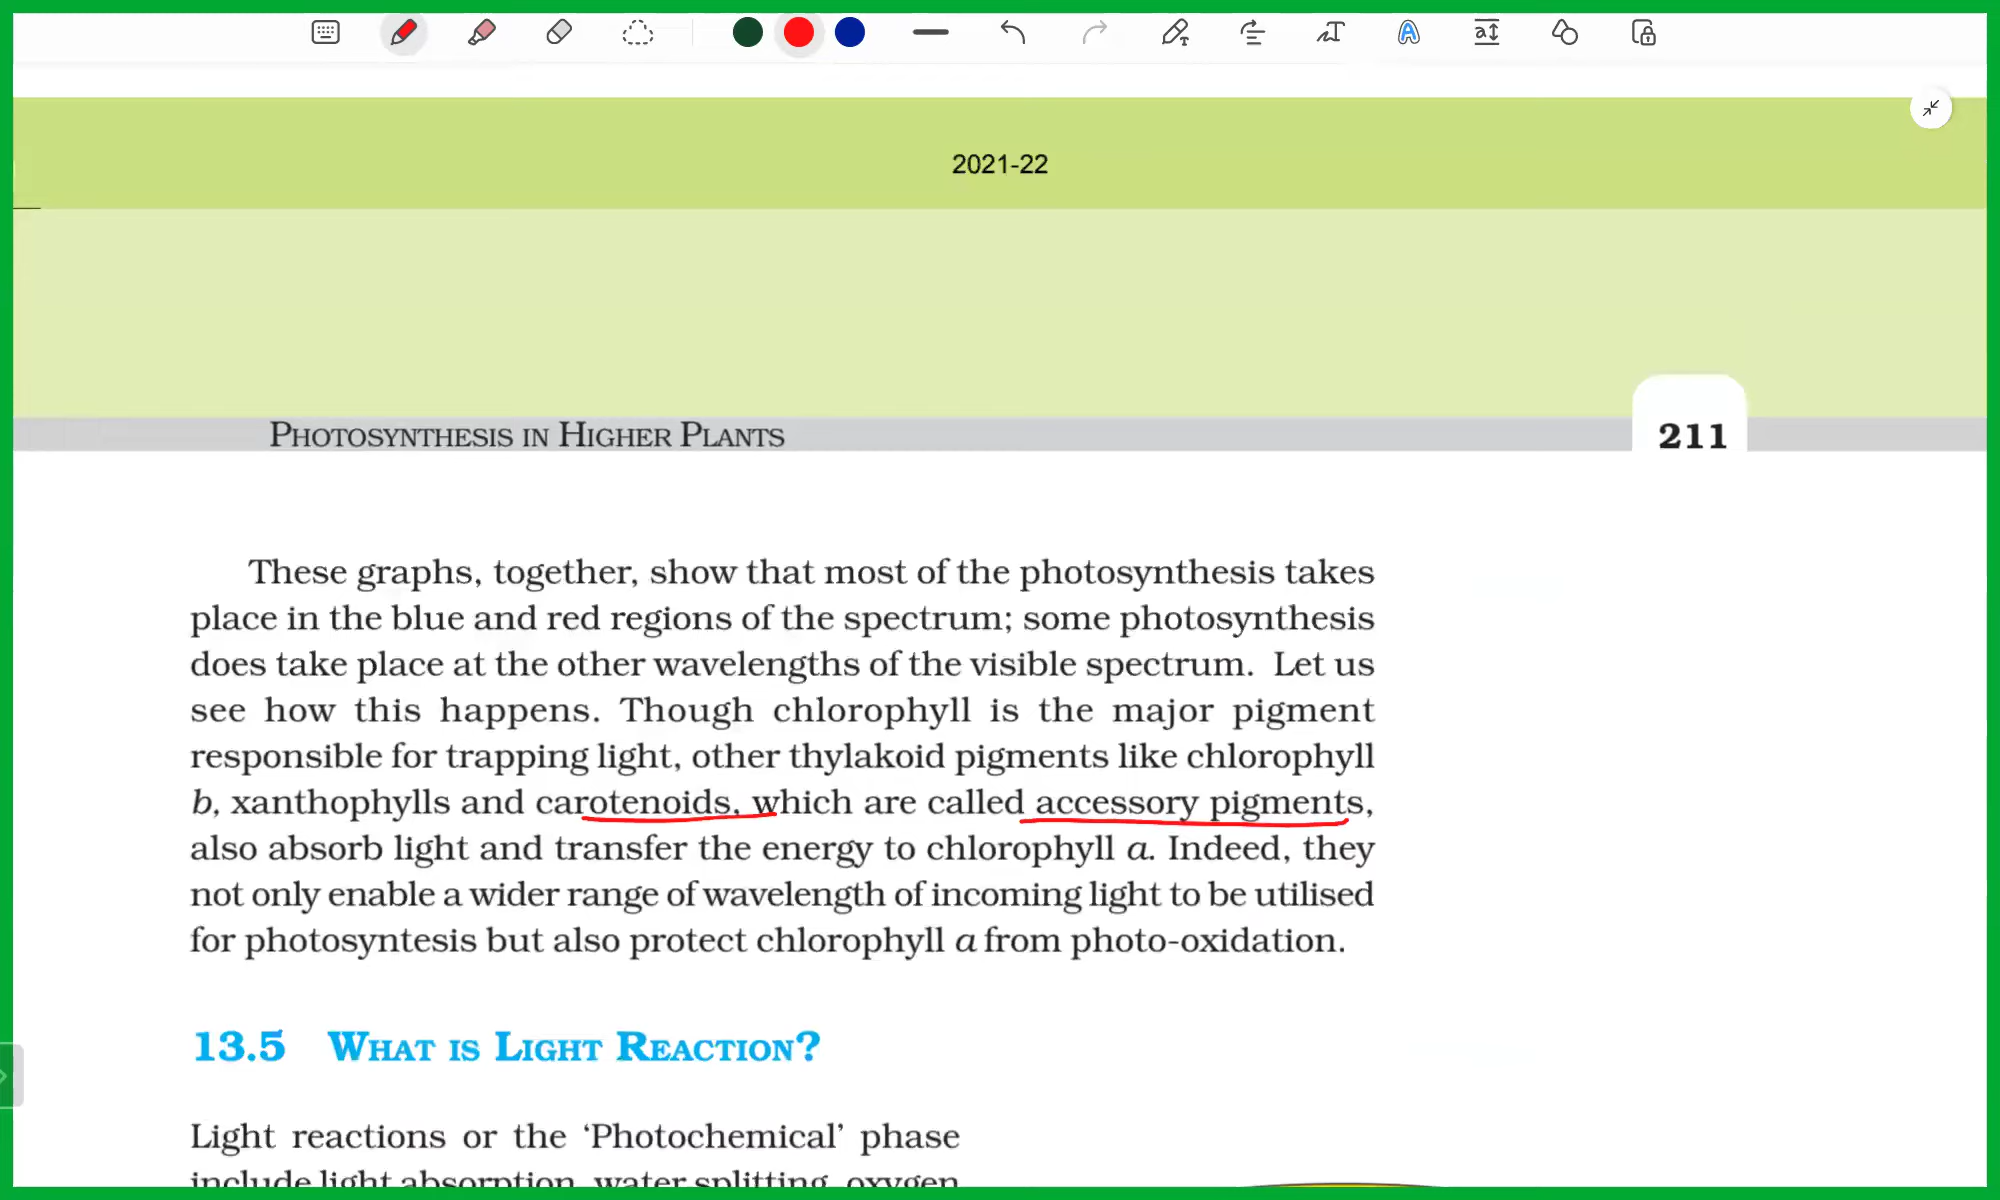 2021-22
PHOTOSYNTHESIS IN HIGHER PLANTS
211
These graphs, together, show that most of the photosynthesis takes
place in the blue and red regions of the spectrum; some photosynthesis
does take place at the other wavelengths of the visible spectrum. Let us
see how this happens. Though chlorophyll is the major pigment
responsible for trapping light, other thylakoid pigments like chlorophyll
b, xanthophylls and carotenoids, which are called accessory pigments,
also absorb light and transfer the energy to chlorophyll a. Indeed, they
not only enable a wider range of wavelength of incoming light to be utilised
for photosyntesis but also protect chlorophyll a from photo-oxidation.
13.5 WHAT IS LIGHT REACTION?
Light reactions or the ‘Photochemical’ phase
include light absorption, water splitting, oxygen